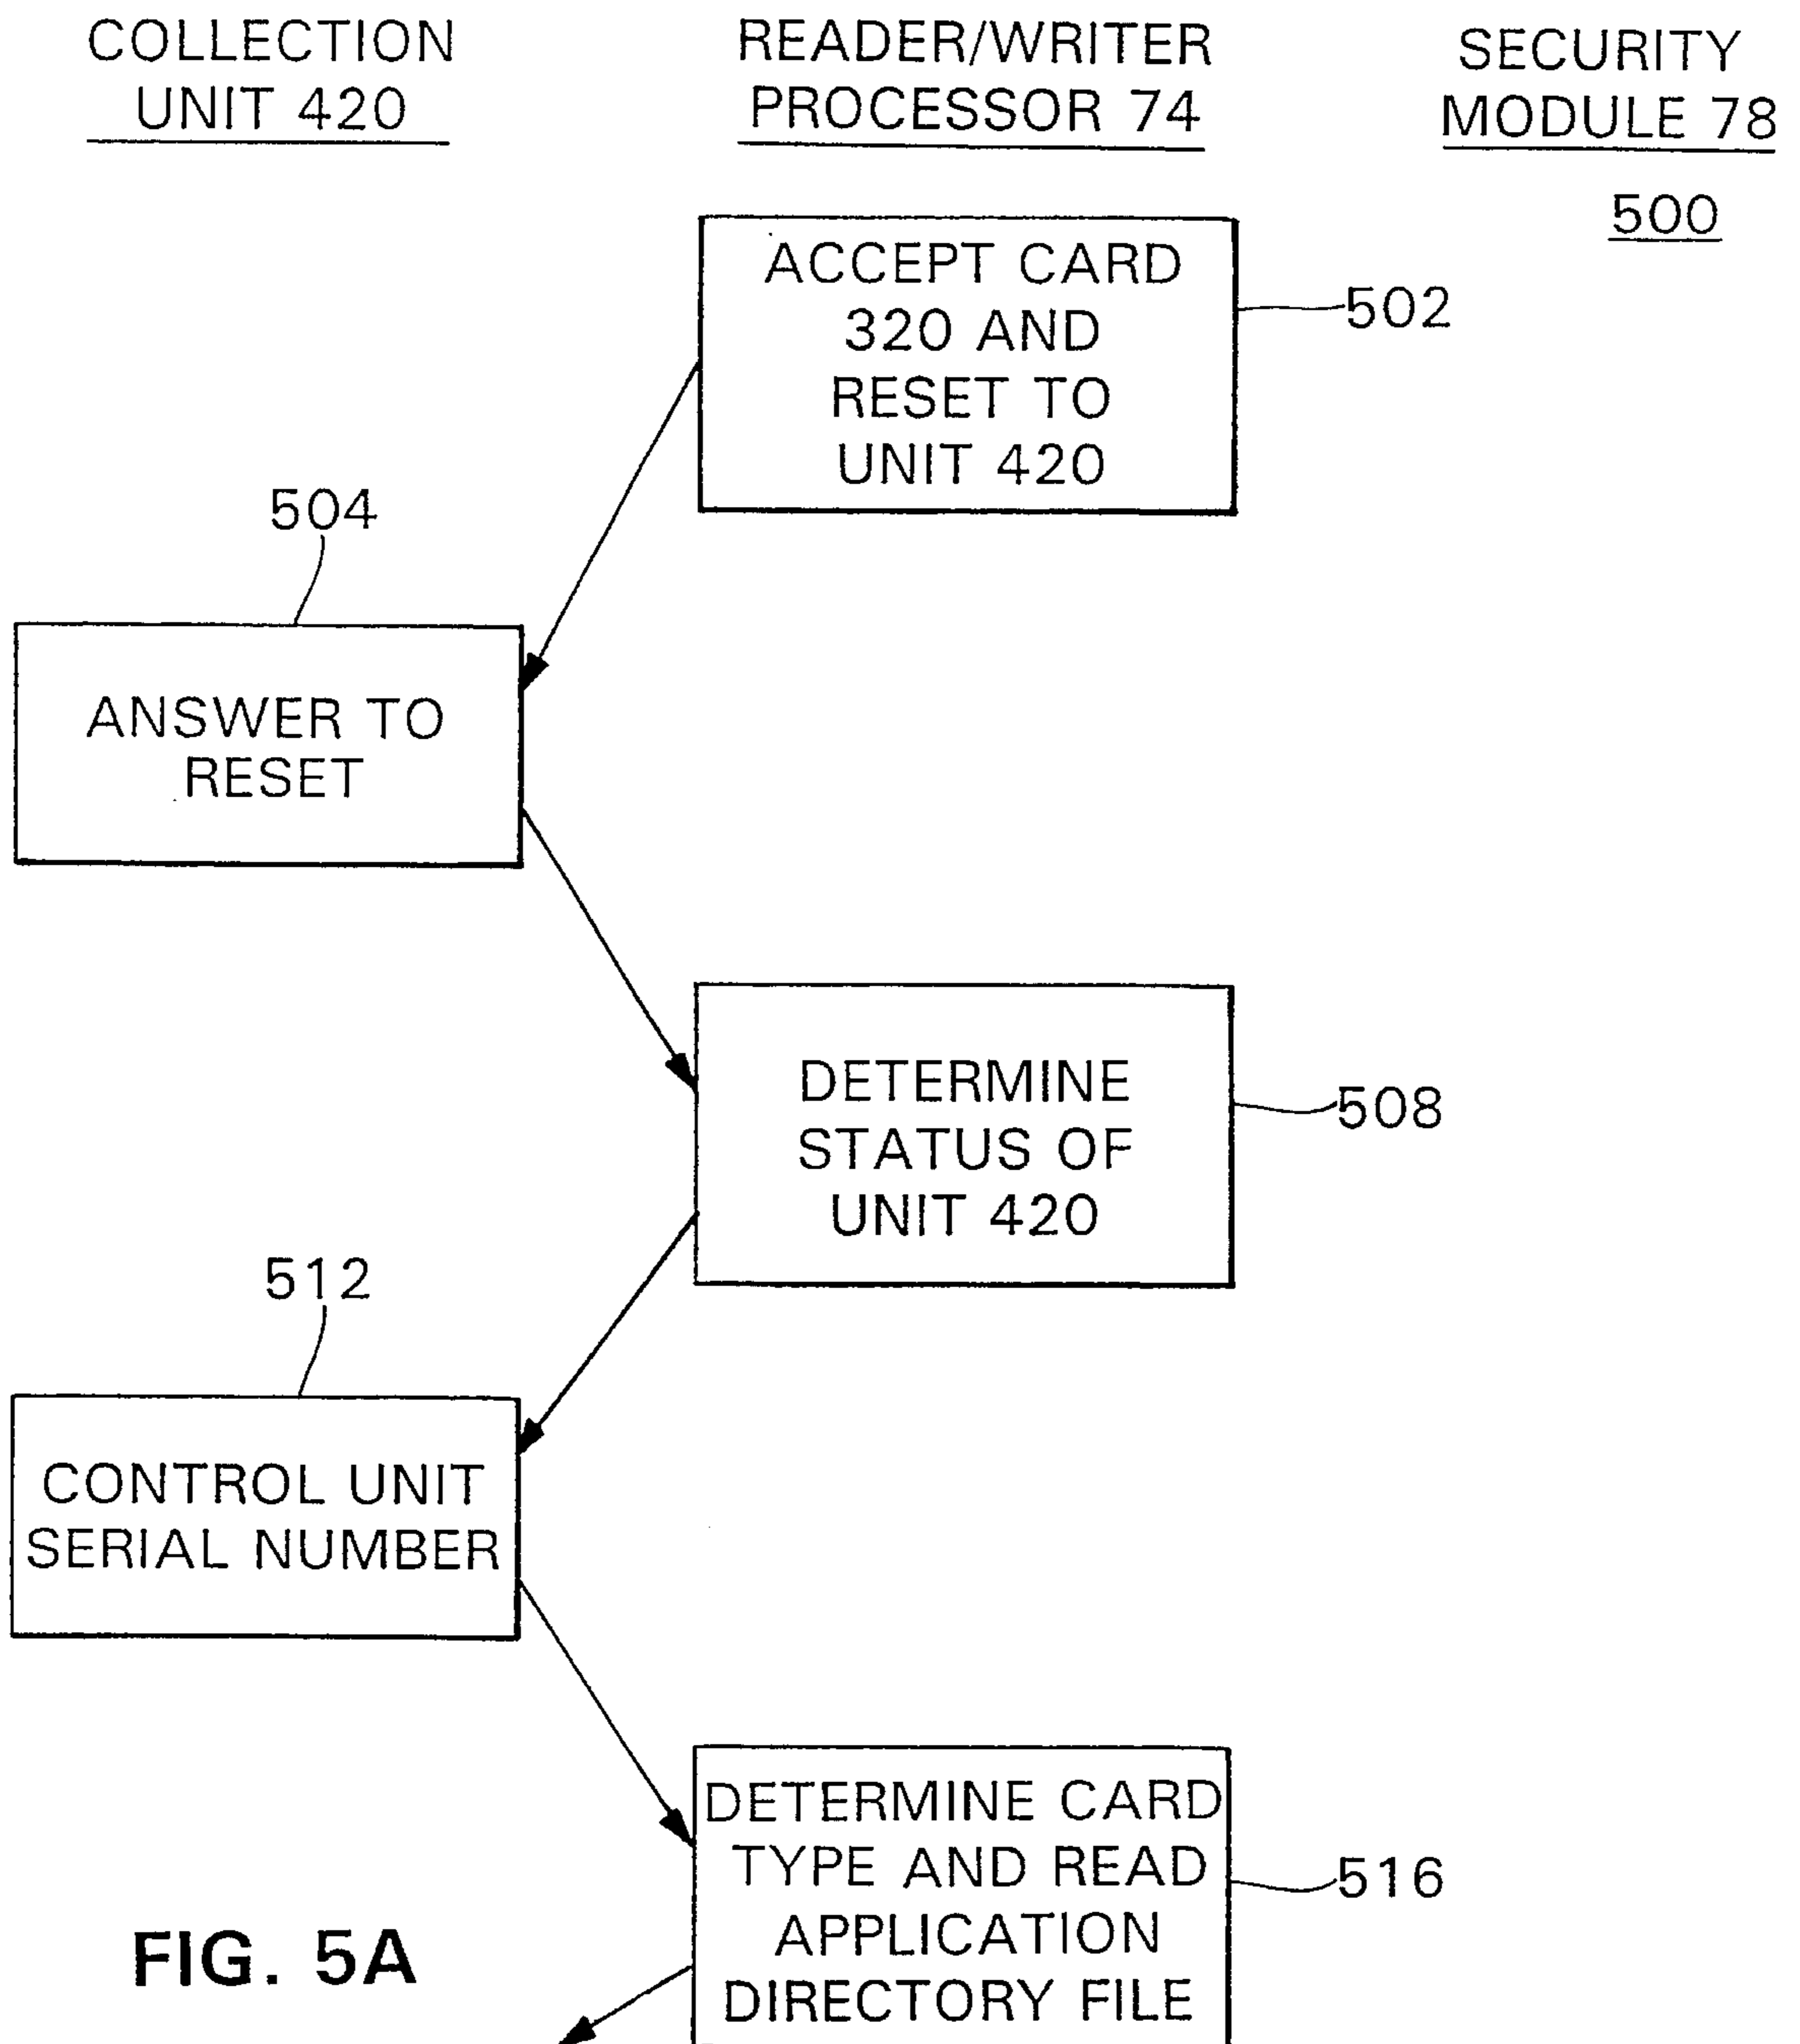 COLLECTION
UNIT 420
READER/WRITER
PROCESSOR 74
SECURITY
MODULE 78
500
ACCEPT CARD
320 AND
RESET TO
UNIT 420
502
504
ANSWER TO
RESET
DETERMINE
STATUS OF
UNIT 420
508
512
CONTROL UNIT
SERIAL NUMBER
DETERMINE CARD
TYPE AND READ
APPLICATION
DIRECTORY FILE
516
FIG. 5A